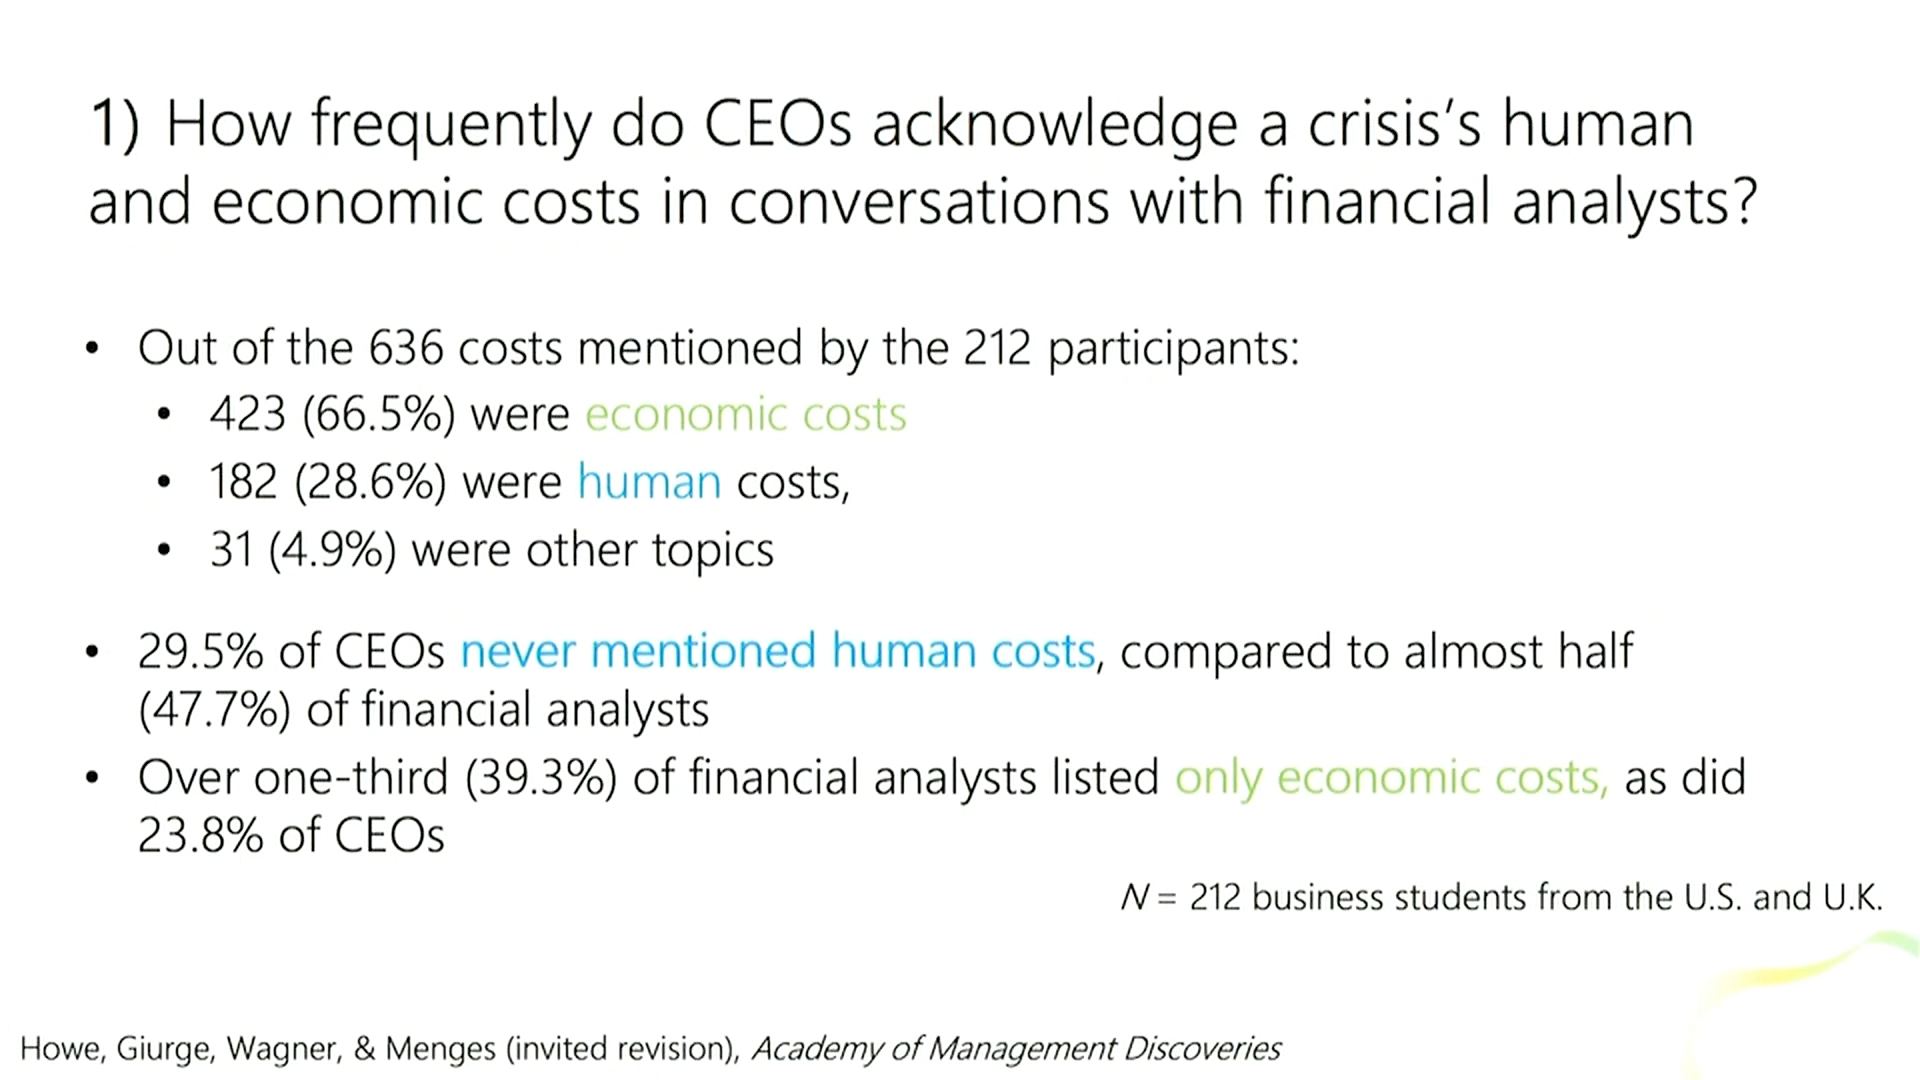 1) How frequently do CEOs acknowledge a crisis’s human
and economic costs in conversations with financial analysts?
• Out of the 636 costs mentioned by the 212 participants:
• 423 (66.5%) were economic costs
• 182 (28.6%) were human costs,
• 31 (4.9%) were other topics
• 29.5% of CEOs never mentioned human costs, compared to almost half
(47.7%) of financial analysts
• Over one-third (39.3%) of financial analysts listed only economic costs, as did
23.8% of CEOs
N = 212 business students from the U.S. and U.K.
Howe, Giurge, Wagner, & Menges (invited revision), Academy of Management Discoveries